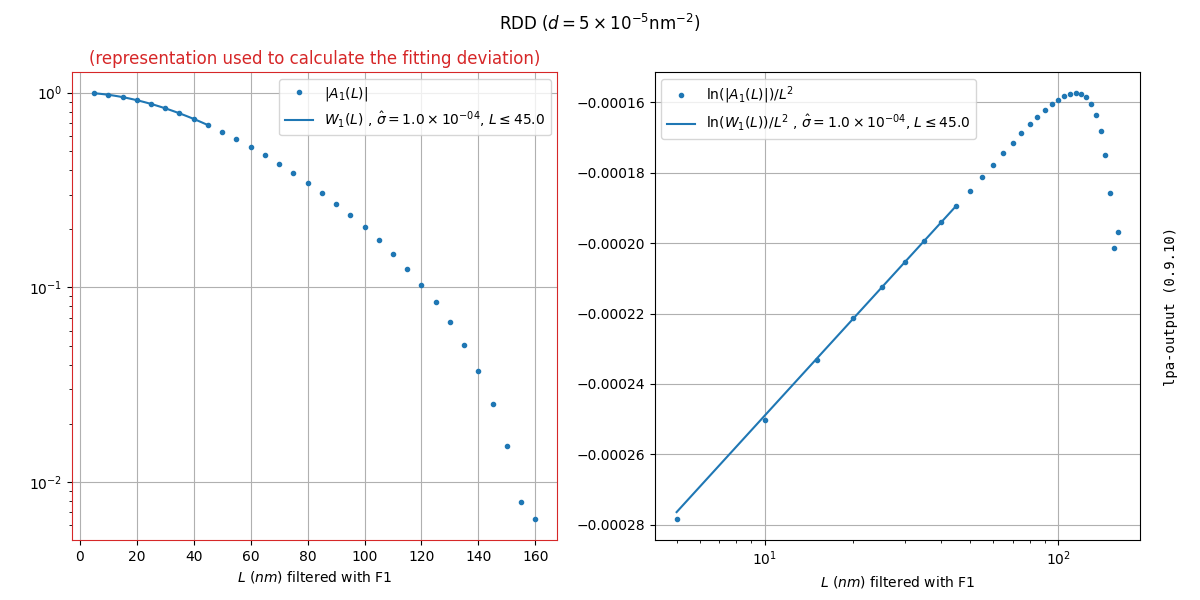 RDD (d = 5 × 10⁻⁵nm⁻²)
(representation used to calculate the fitting deviation)
|A₁(L)|
W₁(L) , σ̂ = 1.0 × 10⁻⁰⁴, L ≤ 45.0
10⁰
10⁻¹
10⁻²
0 20 40 60 80 100 120 140 160
L (nm) filtered with F1
ln(|A₁(L)|)/L²
ln(W₁(L))/L² , σ̂ = 1.0 × 10⁻⁰⁴, L ≤ 45.0
−0.00016
−0.00018
−0.00020
−0.00022
−0.00024
−0.00026
−0.00028
10¹ 10²
L (nm) filtered with F1
lpa-output (0.9.10)